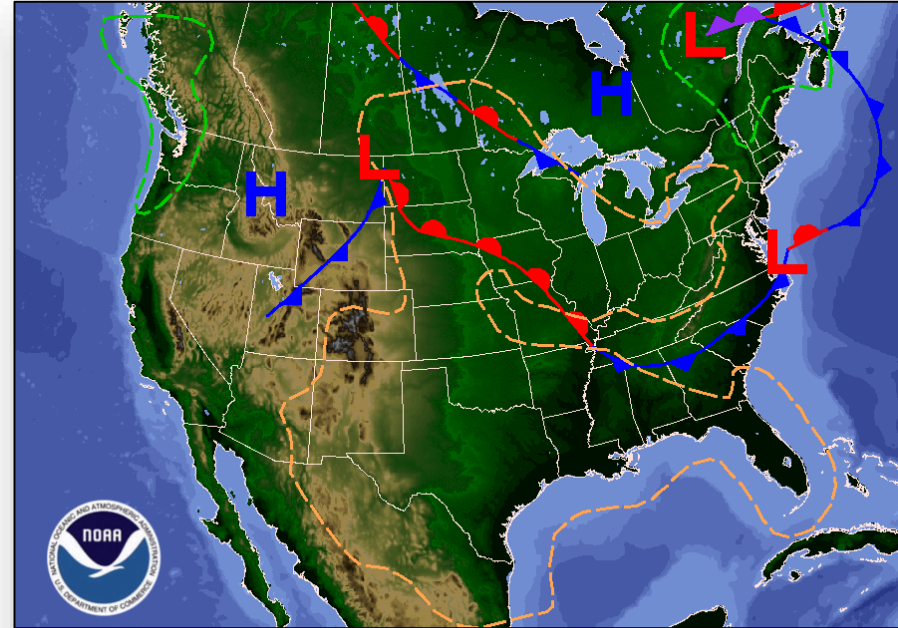 L
L
H
L
H
L
NATIONAL OCEANIC AND ATMOSPHERIC ADMINISTRATION
NOAA
U.S. DEPARTMENT OF COMMERCE